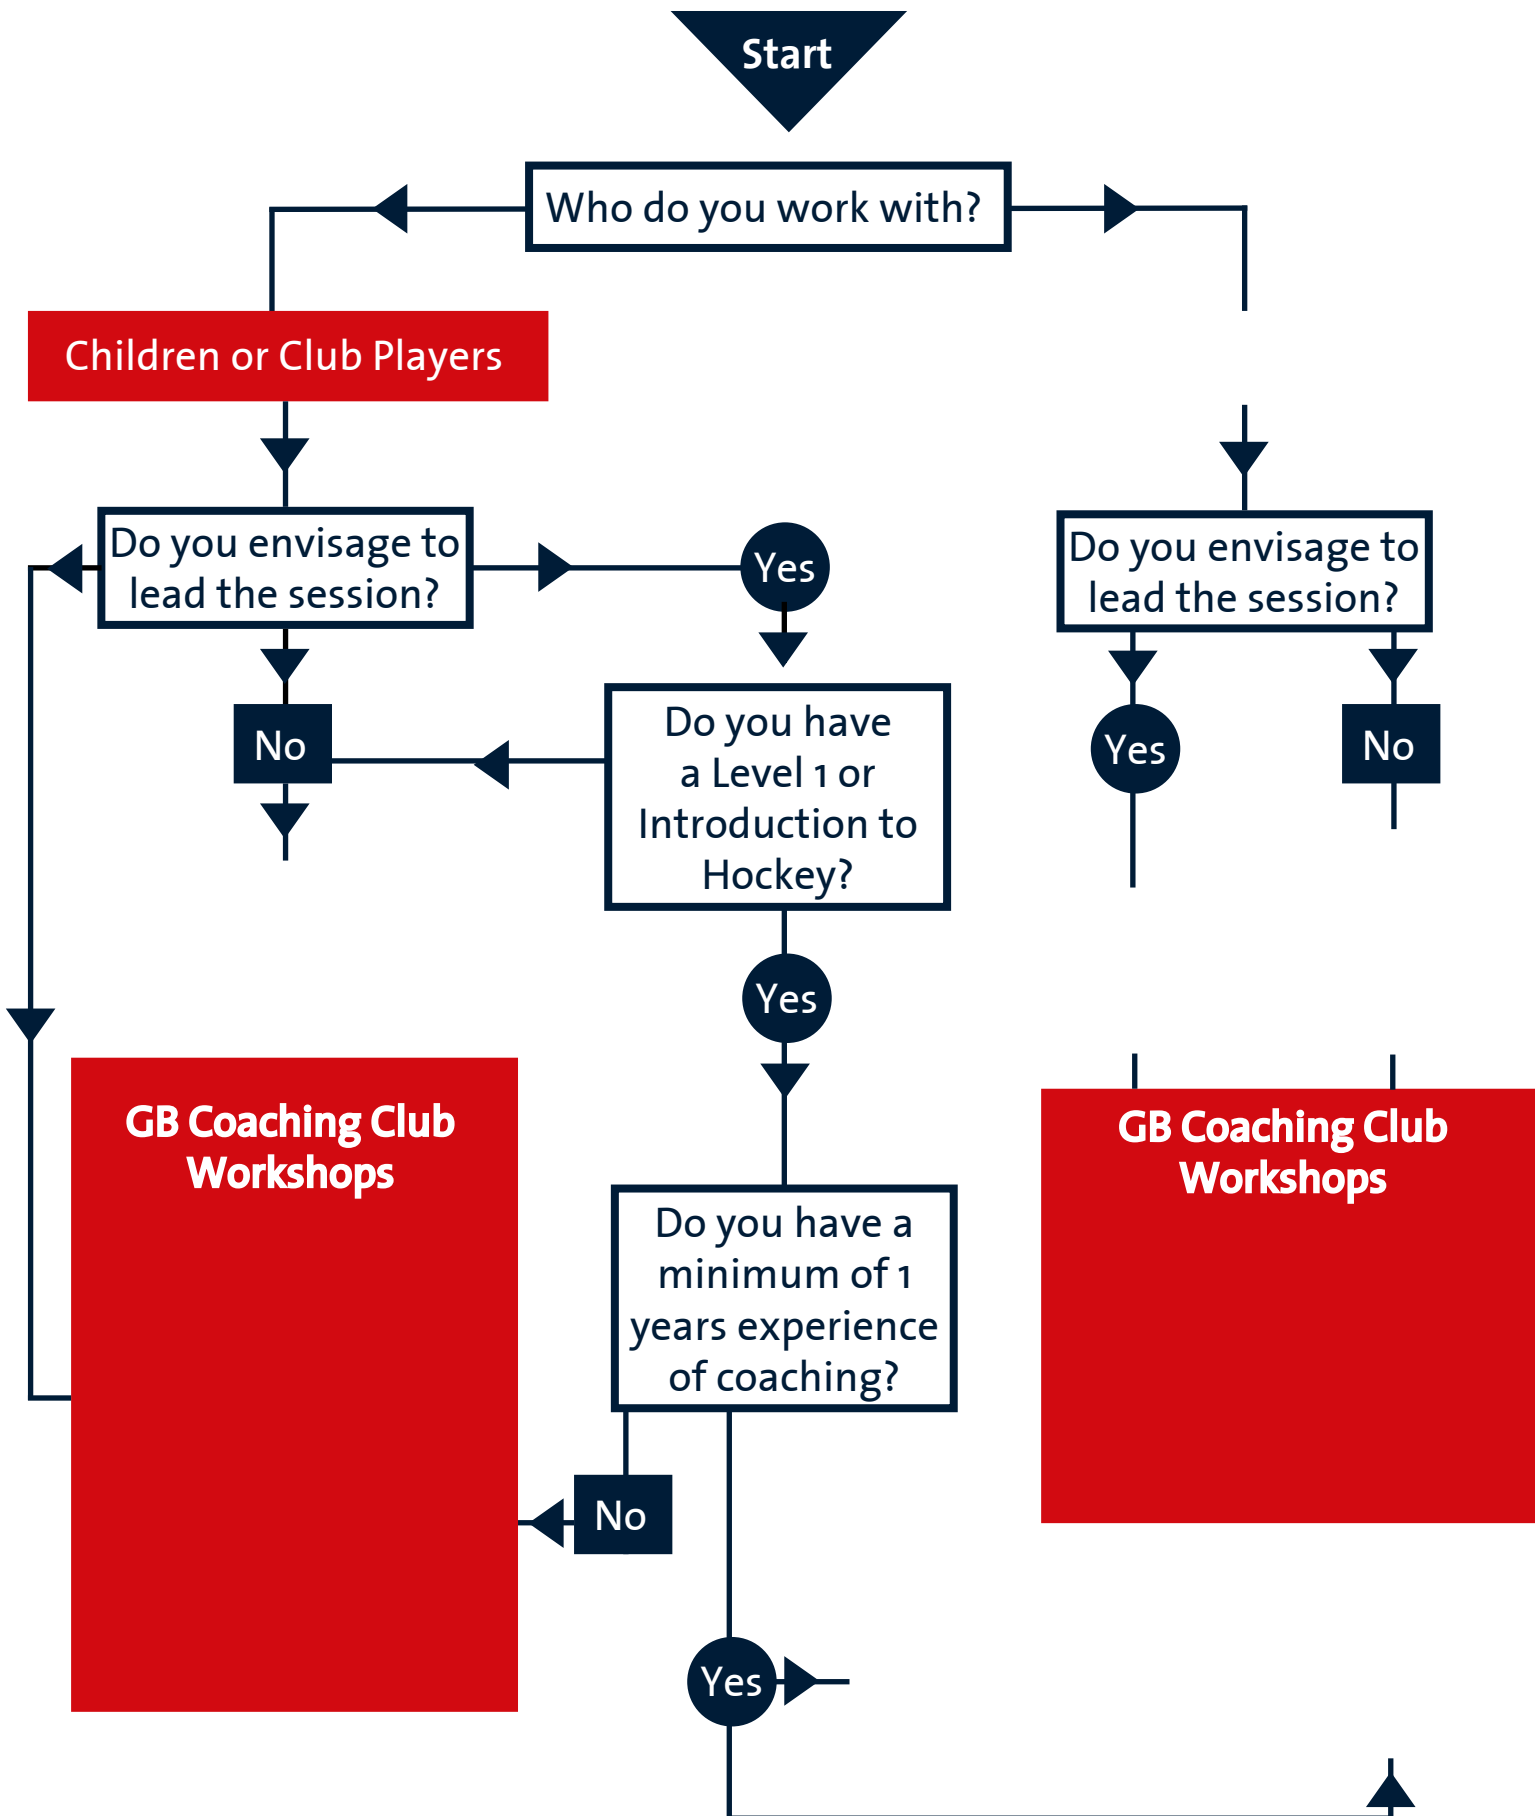 Start
Who do you work with?
Children or Club Players
Do you envisage to
lead the session?
Yes
No
Do you have
a Level 1 or
Introduction to
Hockey?
Yes
Do you have a
minimum of 1
years experience
of coaching?
No
Yes
GB Coaching Club
Workshops
Do you envisage to
lead the session?
Yes
No
GB Coaching Club
Workshops